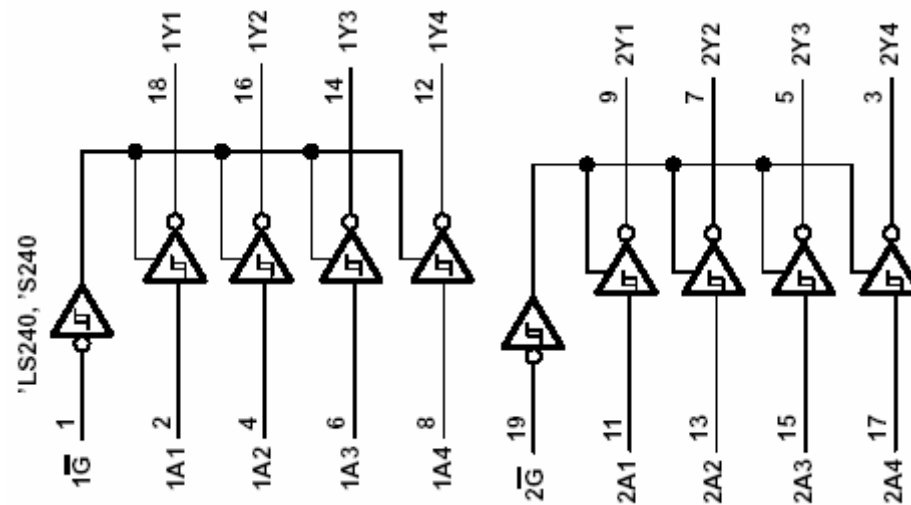 'LS240, 'S240
1G̅ 1 
1A1 2 18 1Y1
1A2 4 16 1Y2
1A3 6 14 1Y3
1A4 8 12 1Y4
2G̅ 19
2A1 11 9 2Y1
2A2 13 7 2Y2
2A3 15 5 2Y3
2A4 17 3 2Y4